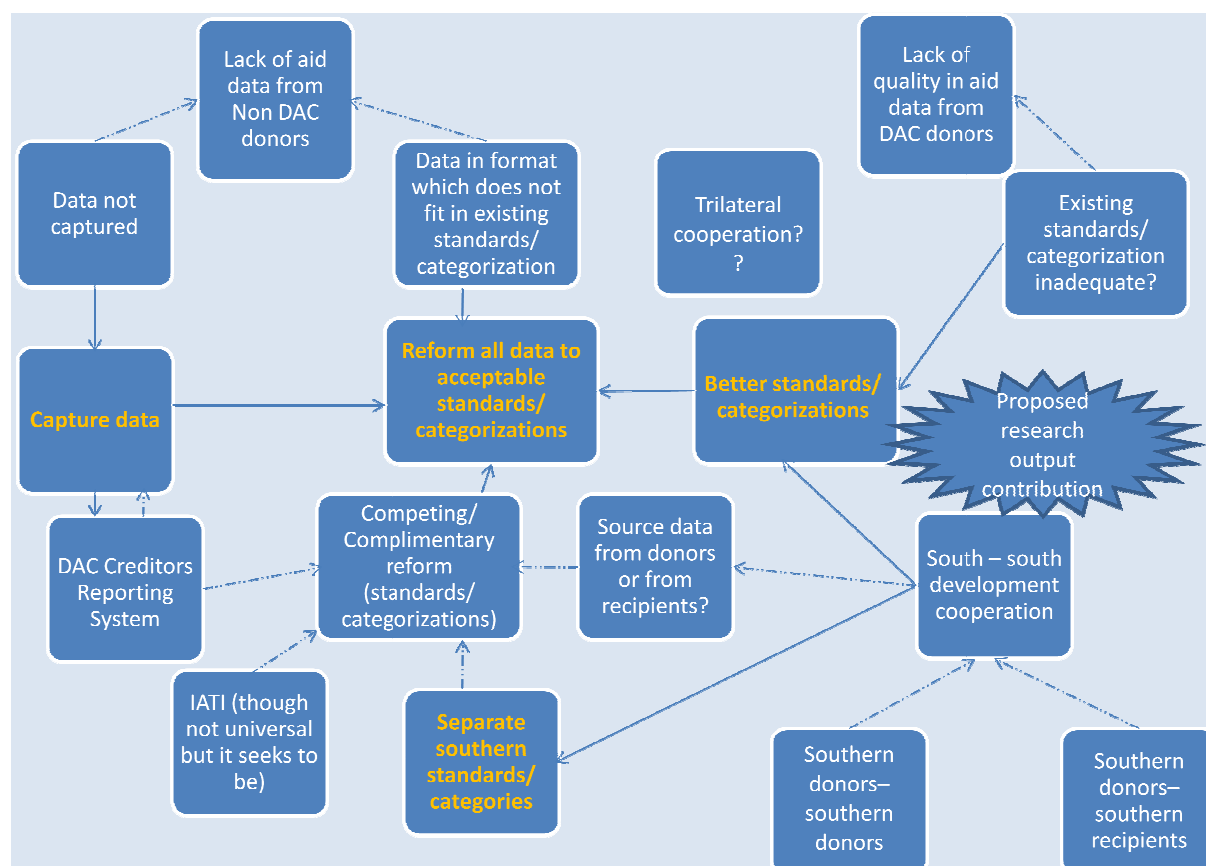 Lack of aid
data from
Non DAC
donors
Lack of
quality in aid
data from
DAC donors
Data not
captured
Data in format
which does not
fit in existing
standards/
categorization
Trilateral
cooperation?
?
Existing
standards/
categorization
inadequate?
Capture data
Reform all data to
acceptable
standards/
categorizations
Better standards/
categorizations
Proposed
research
output
contribution
DAC Creditors
Reporting
System
Competing/
Complimentary
reform
(standards/
categorizations)
Source data
from donors
or from
recipients?
South – south
development
cooperation
IATI (though
not universal
but it seeks to
be)
Separate
southern
standards/
categories
Southern
donors–
southern
donors
Southern
donors–
southern
recipients